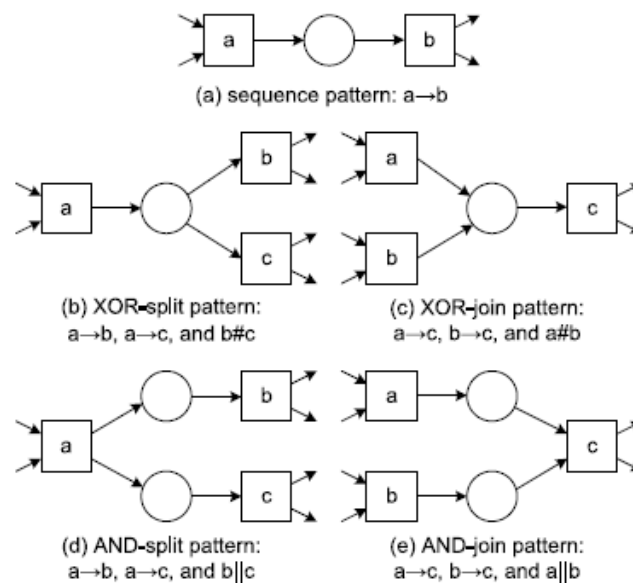 a
b
(a) sequence pattern: a→b
b
a
c
(b) XOR-split pattern:
a→b, a→c, and b#c
a
c
b
(c) XOR-join pattern:
a→c, b→c, and a#b
b
a
c
(d) AND-split pattern:
a→b, a→c, and b||c
a
c
b
(e) AND-join pattern:
a→c, b→c, and a||b